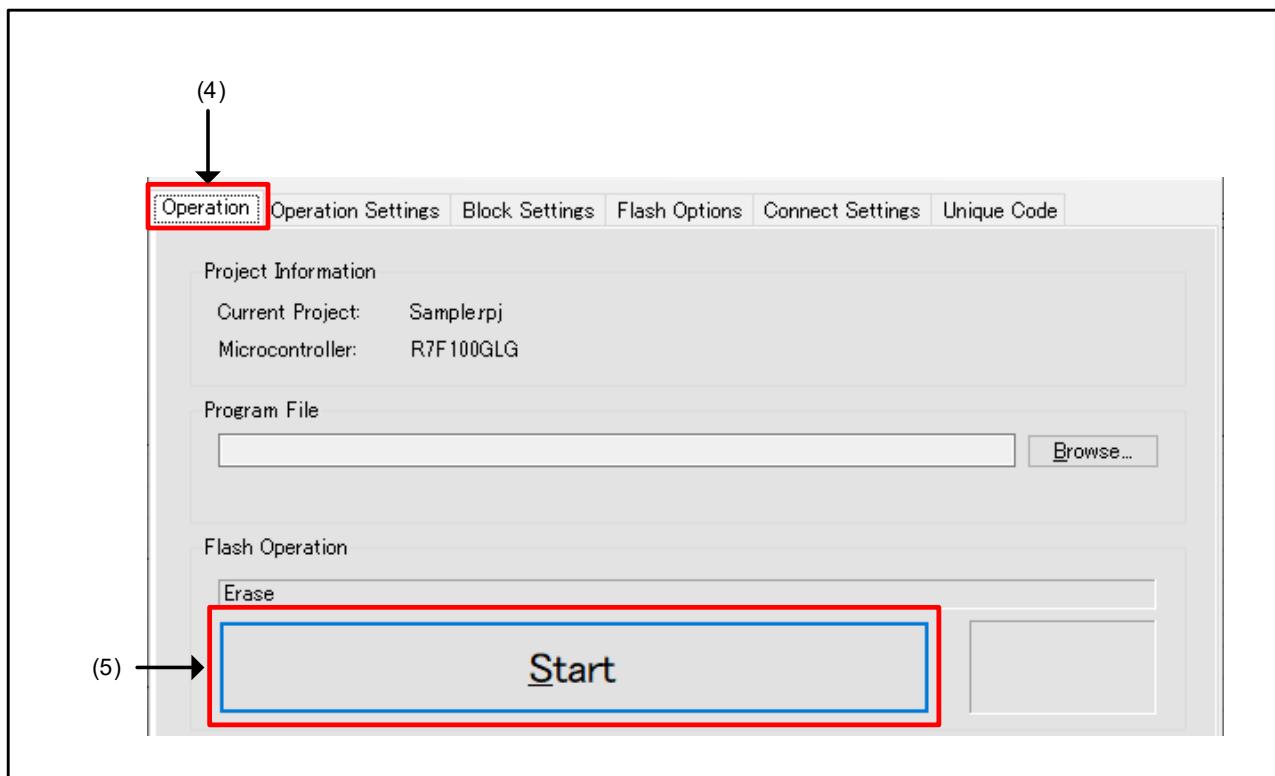 (4)
Operation Operation Settings Block Settings Flash Options Connect Settings Unique Code
Project Information
Current Project: Sample.rpj
Microcontroller: R7F100GLG
Program File
Browse...
Flash Operation
Erase
(5) Start